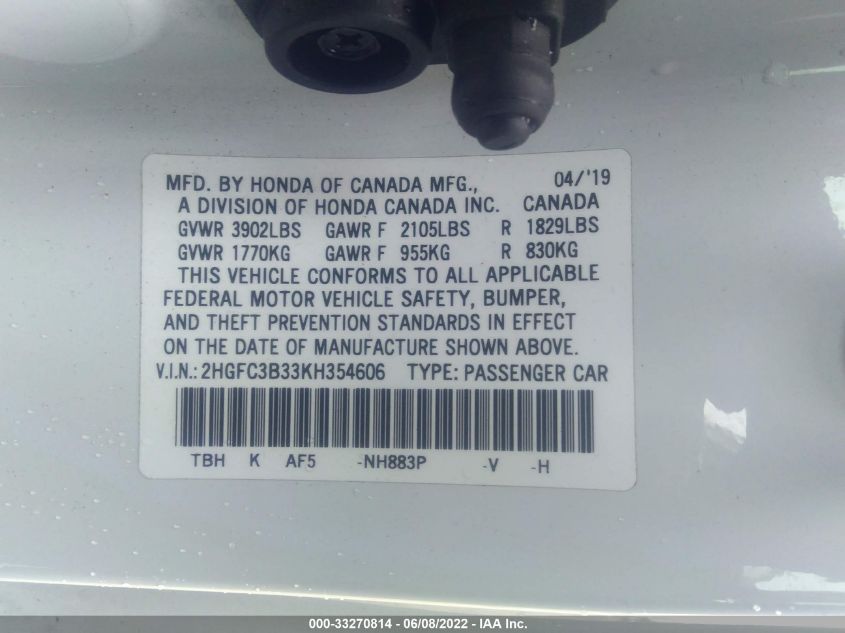 MFD. BY HONDA OF CANADA MFG., 04/'19
A DIVISION OF HONDA CANADA INC. CANADA
GVWR 3902LBS GAWR F 2105LBS R 1829LBS
GVWR 1770KG GAWR F 955KG R 830KG
THIS VEHICLE CONFORMS TO ALL APPLICABLE
FEDERAL MOTOR VEHICLE SAFETY, BUMPER,
AND THEFT PREVENTION STANDARDS IN EFFECT
ON THE DATE OF MANUFACTURE SHOWN ABOVE.
V.I.N.: 2HGFC3B33KH354606 TYPE: PASSENGER CAR
TBH K AF5 -NH883P -V -H
000-33270814 - 06/08/2022 - IAA Inc.